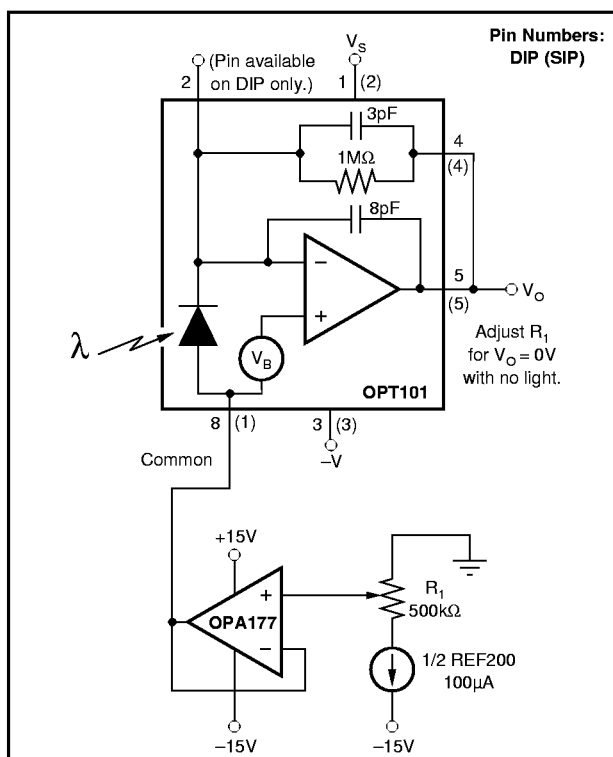 Pin Numbers:
DIP (SIP)
(Pin available
on DIP only.)
2
V_S
1 (2)
3pF
1MΩ
4
(4)
8pF
−
+
5
(5)
V_O
λ
V_B
Adjust R_1
for V_O = 0V
with no light.
OPT101
8 (1)
3 (3)
−V
Common
+15V
+
OPA177
−
−15V
R_1
500kΩ
1/2 REF200
100μA
−15V